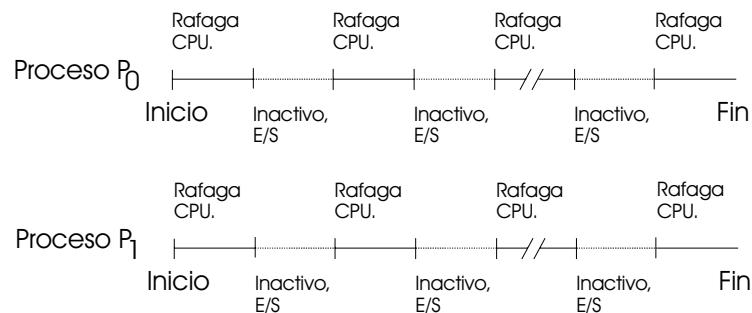 Rafaga CPU. Rafaga CPU. Rafaga CPU. Rafaga CPU.
Proceso P0
Inicio Inactivo, E/S Inactivo, E/S Inactivo, E/S Fin
Rafaga CPU. Rafaga CPU. Rafaga CPU. Rafaga CPU.
Proceso P1
Inicio Inactivo, E/S Inactivo, E/S Inactivo, E/S Fin